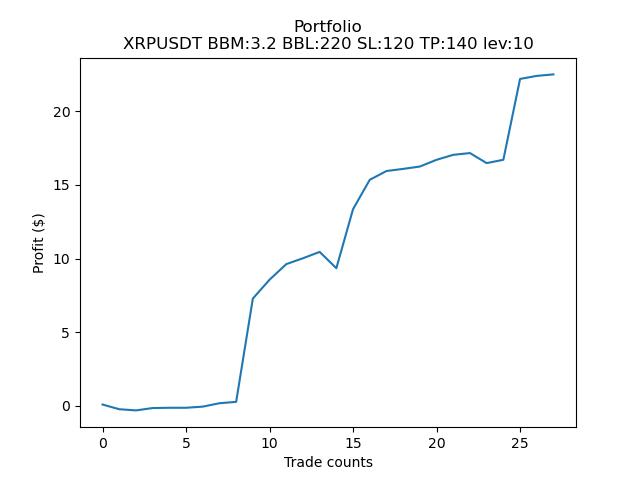 Portfolio
XRPUSDT BBM:3.2 BBL:220 SL:120 TP:140 lev:10
Profit ($)
20
15
10
5
0
0 5 10 15 20 25
Trade counts